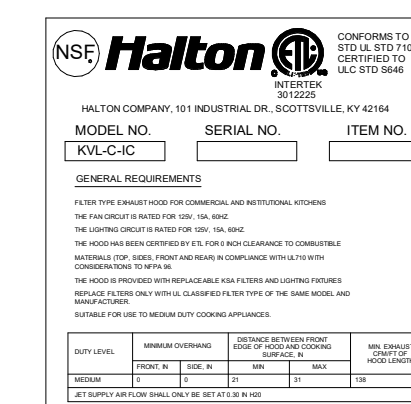 NSF Halton ETL CONFORMS TO
STD UL STD 710
CERTIFIED TO
ULC STD S646
INTERTEK
3012225
HALTON COMPANY, 101 INDUSTRIAL DR., SCOTTSVILLE, KY 42164
MODEL NO. SERIAL NO. ITEM NO.
KVL-C-IC
GENERAL REQUIREMENTS
FILTER TYPE EXHAUST HOOD FOR COMMERCIAL AND INSTITUTIONAL KITCHENS
THE FAN CIRCUIT IS RATED FOR 125V, 15A, 60HZ.
THE LIGHTING CIRCUIT IS RATED FOR 125V, 15A, 60HZ.
THE HOOD HAS BEEN CERTIFIED BY ETL FOR 0 INCH CLEARANCE TO COMBUSTIBLE
MATERIALS (TOP, SIDES, FRONT AND REAR) IN COMPLIANCE WITH UL710 WITH
CONSIDERATIONS TO NFPA 96.
THE HOOD IS PROVIDED WITH REPLACEABLE KSA FILTERS AND LIGHTING FIXTURES
REPLACE FILTERS ONLY WITH UL CLASSIFIED FILTER TYPE OF THE SAME MODEL AND
MANUFACTURER.
SUITABLE FOR USE TO MEDIUM DUTY COOKING APPLIANCES.
DUTY LEVEL
MINIMUM OVERHANG
FRONT, IN SIDE, IN
DISTANCE BETWEEN FRONT
EDGE OF HOOD AND COOKING
SURFACE, IN
MIN MAX
MIN. EXHAUST
CFM/FT OF
HOOD LENGTH
MEDIUM 0 0 21 31 138
JET SUPPLY AIR FLOW SHALL ONLY BE SET AT 0.30 IN H20